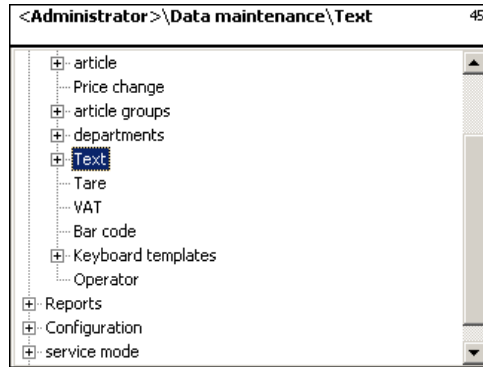 <Administrator>\Data maintenance\Text 45
article
Price change
article groups
departments
Text
Tare
VAT
Bar code
Keyboard templates
Operator
Reports
Configuration
service mode